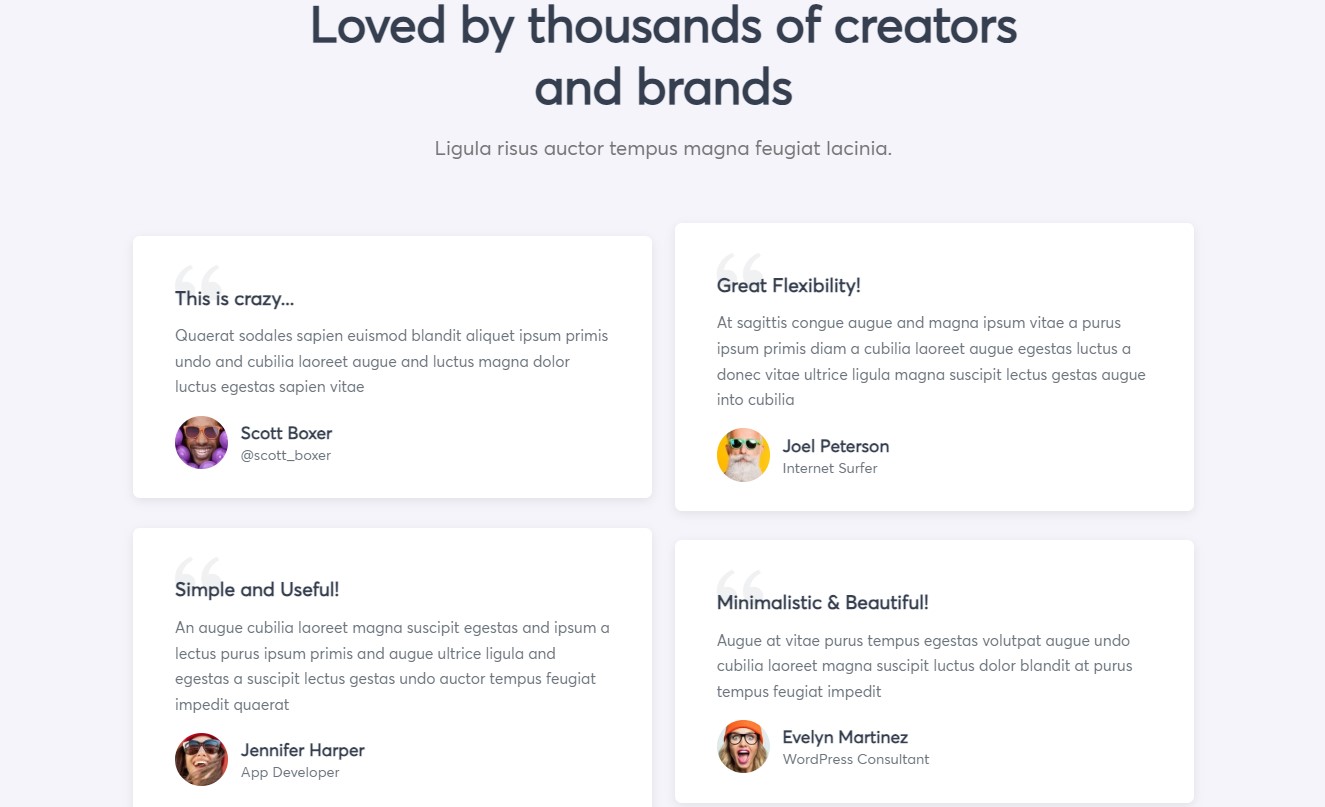 Loved by thousands of creators
and brands
Ligula risus auctor tempus magna feugiat lacinia.
This is crazy...
Quaerat sodales sapien euismod blandit aliquet ipsum primis
undo and cubilia laoreet augue and luctus magna dolor
luctus egestas sapien vitae
Scott Boxer
@scott_boxer
Great Flexibility!
At sagittis congue augue and magna ipsum vitae a purus
ipsum primis diam a cubilia laoreet augue egestas luctus a
donec vitae ultrice ligula magna suscipit lectus gestas augue
into cubilia
Joel Peterson
Internet Surfer
Simple and Useful!
An augue cubilia laoreet magna suscipit egestas and ipsum a
lectus purus ipsum primis and augue ultrice ligula and
egestas a suscipit lectus gestas undo auctor tempus feugiat
impedit quaerat
Jennifer Harper
App Developer
Minimalistic & Beautiful!
Augue at vitae purus tempus egestas volutpat augue undo
cubilia laoreet magna suscipit luctus dolor blandit at purus
tempus feugiat impedit
Evelyn Martinez
WordPress Consultant